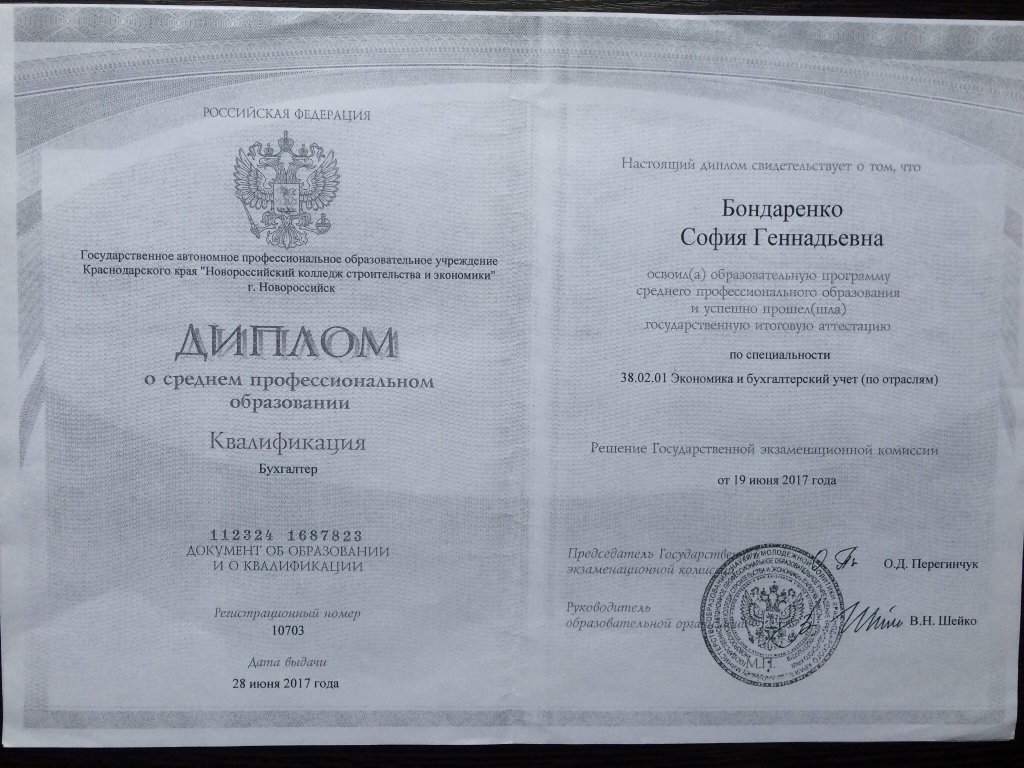 РОССИЙСКАЯ ФЕДЕРАЦИЯ
Государственное автономное профессиональное образовательное учреждение
Краснодарского края "Новороссийский колледж строительства и экономики"
г. Новороссийск
ДИПЛОМ
о среднем профессиональном
образовании
Квалификация
Бухгалтер
112324 1687823
ДОКУМЕНТ ОБ ОБРАЗОВАНИИ
И О КВАЛИФИКАЦИИ
Регистрационный номер
10703
Дата выдачи
28 июня 2017 года
Настоящий диплом свидетельствует о том, что
Бондаренко
София Геннадьевна
освоил(а) образовательную программу
среднего профессионального образования
и успешно прошел(шла)
государственную итоговую аттестацию
по специальности
38.02.01 Экономика и бухгалтерский учет (по отраслям)
Решение Государственной экзаменационной комиссии
от 19 июня 2017 года
Председатель Государственной
экзаменационной комиссии
О.Д. Перегинчук
Руководитель
образовательной организации
В.Н. Шейко
М.П.